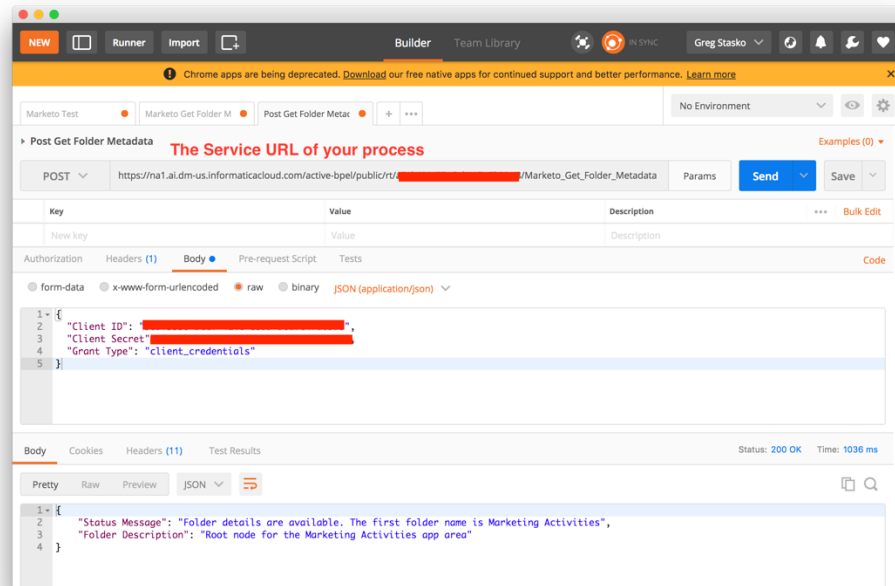 NEW Runner Import Builder Team Library IN SYNC Greg Stasko
Chrome apps are being deprecated. Download our free native apps for continued support and better performance. Learn more
Marketo Test Marketo Get Folder M Post Get Folder Metac + ••• No Environment
Post Get Folder Metadata The Service URL of your process Examples (0)
POST https://na1.ai.dm-us.informaticacloud.com/active-bpel/public/rt/ /Marketo_Get_Folder_Metadata Params Send Save
Key Value Description ••• Bulk Edit
New key Value Description
Authorization Headers (1) Body Pre-request Script Tests Code
form-data x-www-form-urlencoded raw binary JSON (application/json)
1 {
2 "Client ID": " ",
3 "Client Secret"
4 "Grant Type": "client_credentials"
5 }
Body Cookies Headers (11) Test Results Status: 200 OK Time: 1036 ms
Pretty Raw Preview JSON
1 {
2 "Status Message": "Folder details are available. The first folder name is Marketing Activities",
3 "Folder Description": "Root node for the Marketing Activities app area"
4 }